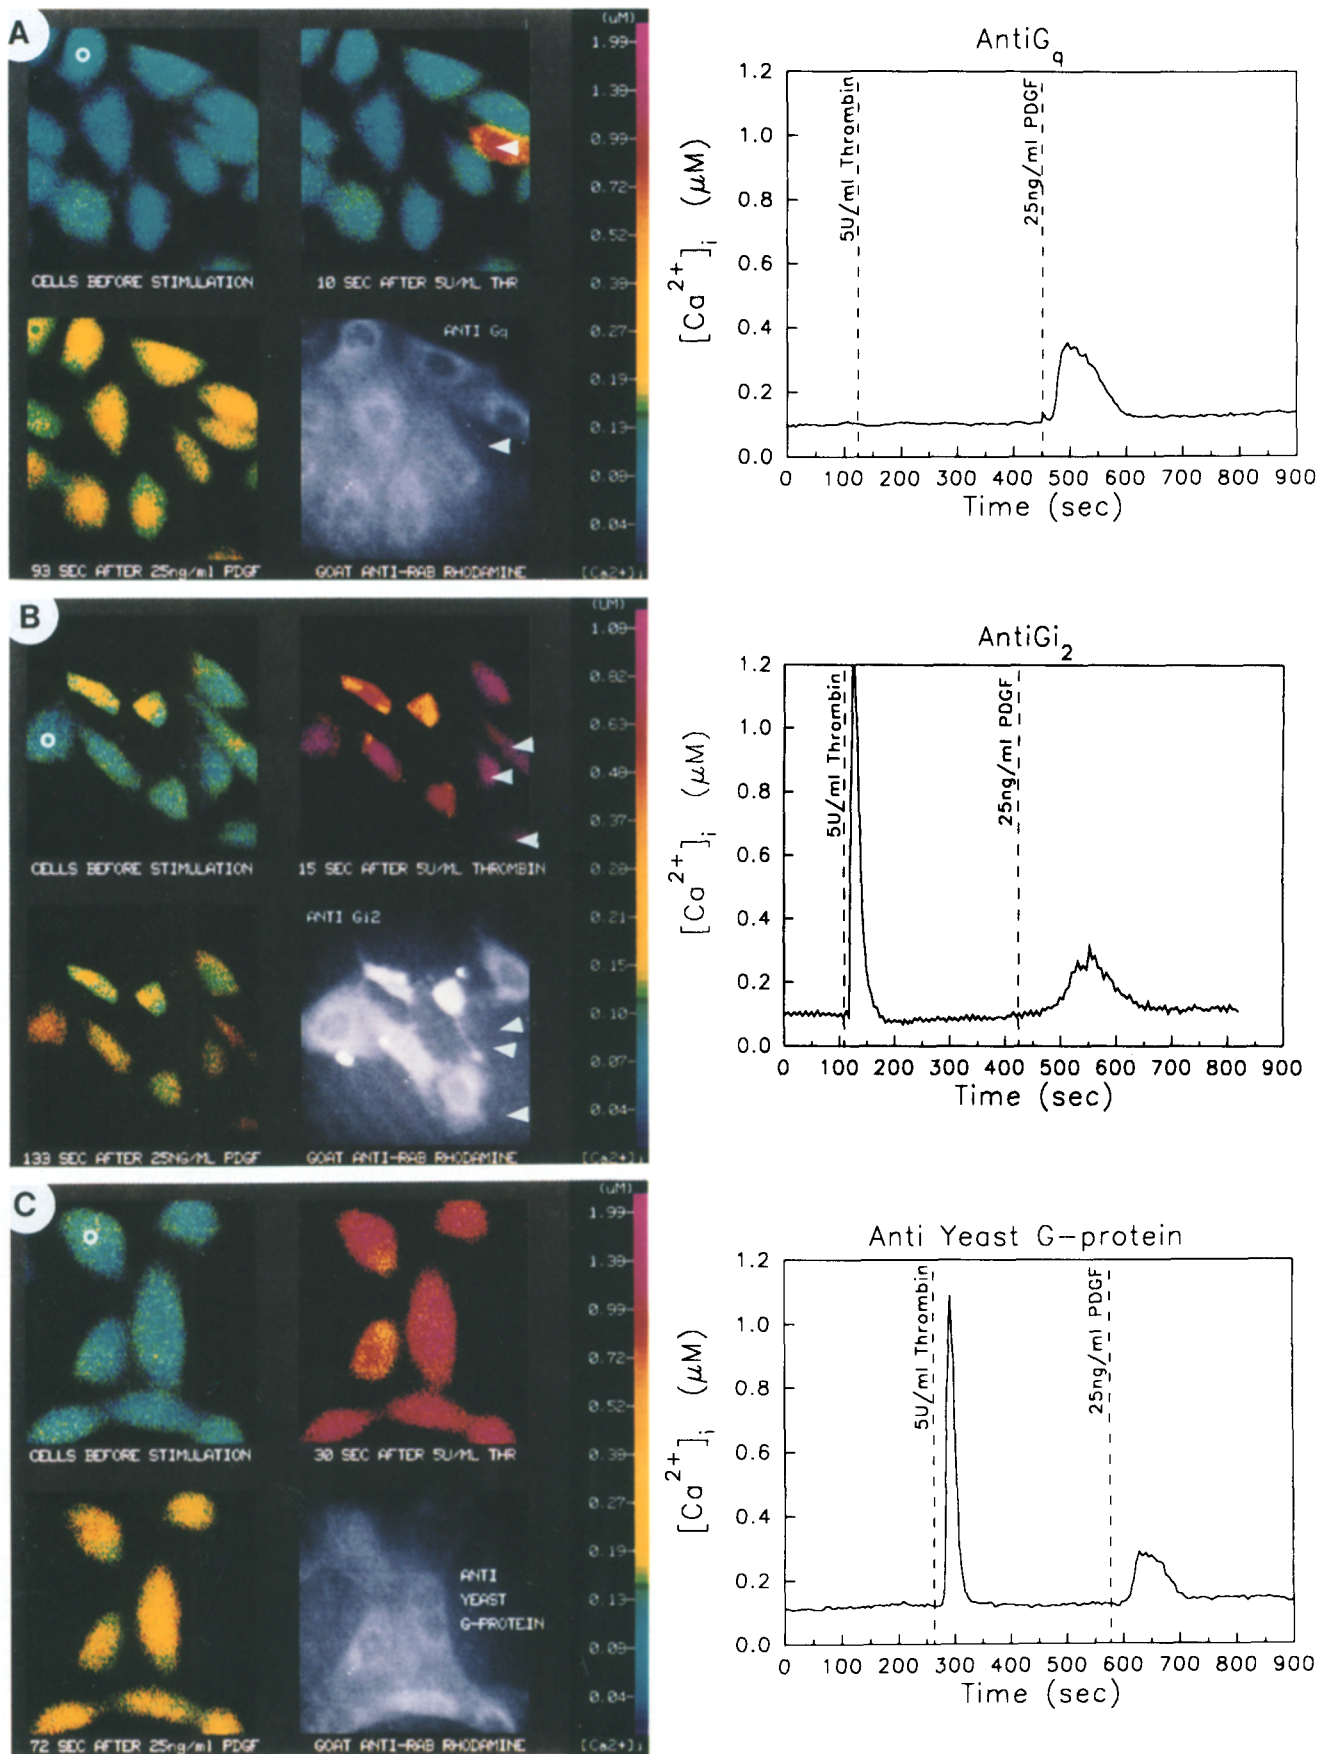 A
CELLS BEFORE STIMULATION
10 SEC AFTER 5U/ML THR
ANTI Gq
93 SEC AFTER 25ng/ml PDGF
GOAT ANTI-RAB RHODAMINE
(uM)
1.99
1.39
0.99
0.72
0.52
0.38
0.27
0.19
0.13
0.09
0.04
[Ca2+]i
AntiGq
5U/ml Thrombin
25ng/ml PDGF
[Ca2+]i (µM)
1.2
1.0
0.8
0.6
0.4
0.2
0.0
0 100 200 300 400 500 600 700 800 900
Time (sec)
B
CELLS BEFORE STIMULATION
15 SEC AFTER 5U/ML THROMBIN
ANTI Gi2
133 SEC AFTER 25NG/ML PDGF
GOAT ANTI-RAB RHODAMINE
(UM)
1.09
0.82
0.63
0.48
0.37
0.28
0.21
0.15
0.10
0.07
0.04
[Ca2+]i
AntiGi2
5U/ml Thrombin
25ng/ml PDGF
[Ca2+]i (µM)
1.2
1.0
0.8
0.6
0.4
0.2
0.0
0 100 200 300 400 500 600 700 800 900
Time (sec)
C
CELLS BEFORE STIMULATION
30 SEC AFTER 5U/ML THR
ANTI
YEAST
G-PROTEIN
72 SEC AFTER 25ng/ml PDGF
GOAT ANTI-RAB RHODAMINE
(uM)
1.99
1.39
0.99
0.72
0.52
0.38
0.27
0.19
0.13
0.09
0.04
[Ca2+]i
Anti Yeast G-protein
5U/ml Thrombin
25ng/ml PDGF
[Ca2+]i (µM)
1.2
1.0
0.8
0.6
0.4
0.2
0.0
0 100 200 300 400 500 600 700 800 900
Time (sec)